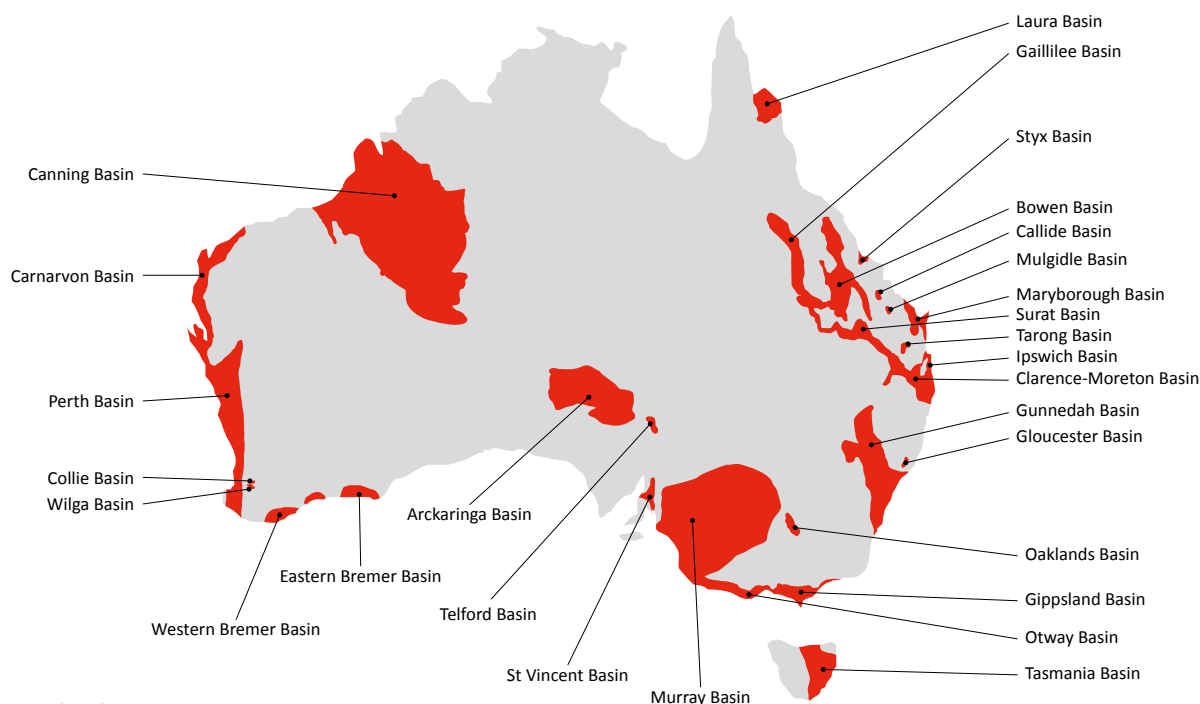 Laura Basin
Gaillilee Basin
Styx Basin
Canning Basin
Bowen Basin
Callide Basin
Mulgidle Basin
Carnarvon Basin
Maryborough Basin
Surat Basin
Tarong Basin
Ipswich Basin
Clarence-Moreton Basin
Perth Basin
Gunnedah Basin
Gloucester Basin
Collie Basin
Wilga Basin
Arckaringa Basin
Oaklands Basin
Eastern Bremer Basin
Gippsland Basin
Telford Basin
Western Bremer Basin
Otway Basin
St Vincent Basin
Tasmania Basin
Murray Basin